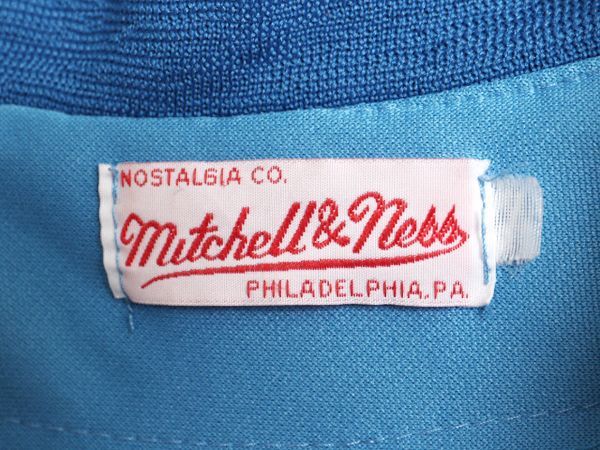 NOSTALGIA CO.
Mitchell & Ness
PHILADELPHIA, PA.